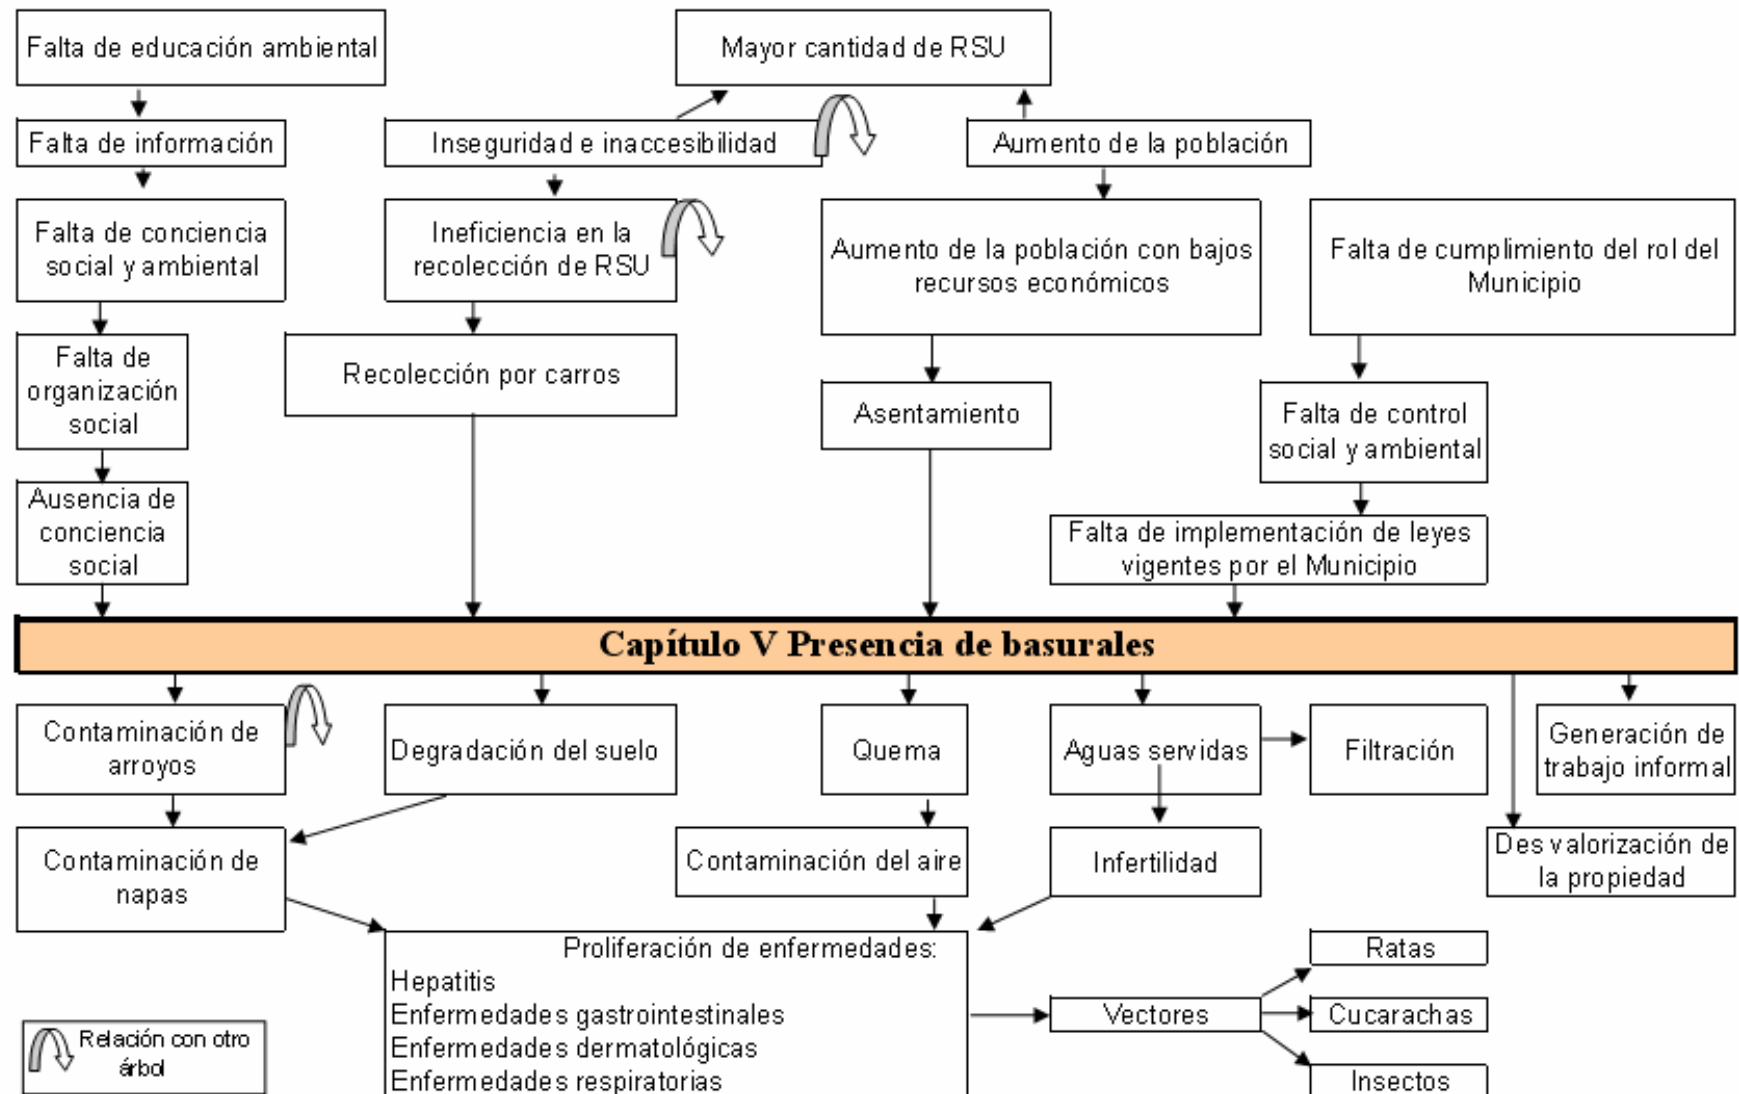 Falta de educación ambiental
Mayor cantidad de RSU
Falta de información
Inseguridad e inaccesibilidad
Aumento de la población
Falta de conciencia
social y ambiental
Ineficiencia en la
recolección de RSU
Aumento de la población con bajos
recursos económicos
Falta de cumplimiento del rol del
Municipio
Falta de
organización
social
Recolección por carros
Asentamiento
Falta de control
social y ambiental
Ausencia de
conciencia
social
Falta de implementación de leyes
vigentes por el Municipio
Capítulo V Presencia de basurales
Contaminación de
arroyos
Degradación del suelo
Quema
Aguas servidas
Filtración
Generación de
trabajo informal
Contaminación de
napas
Contaminación del aire
Infertilidad
Des valorización de
la propiedad
Proliferación de enfermedades:
Hepatitis
Enfermedades gastrointestinales
Enfermedades dermatológicas
Enfermedades respiratorias
Vectores
Ratas
Cucarachas
Insectos
Relación con otro
árbol